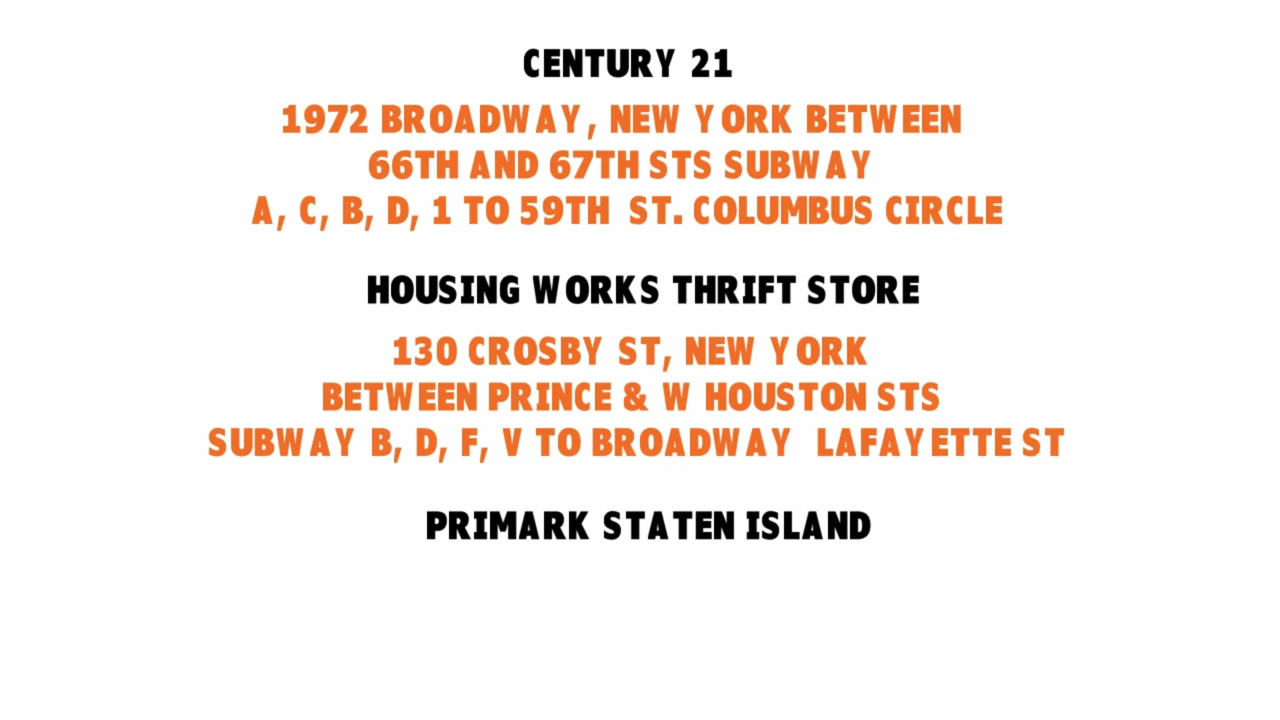 CENTURY 21
1972 BROADWAY, NEW YORK BETWEEN
66TH AND 67TH STS SUBWAY
A, C, B, D, 1 TO 59TH ST. COLUMBUS CIRCLE
HOUSING WORKS THRIFT STORE
130 CROSBY ST, NEW YORK
BETWEEN PRINCE & W HOUSTON STS
SUBWAY B, D, F, V TO BROADWAY LAFAYETTE ST
PRIMARK STATEN ISLAND